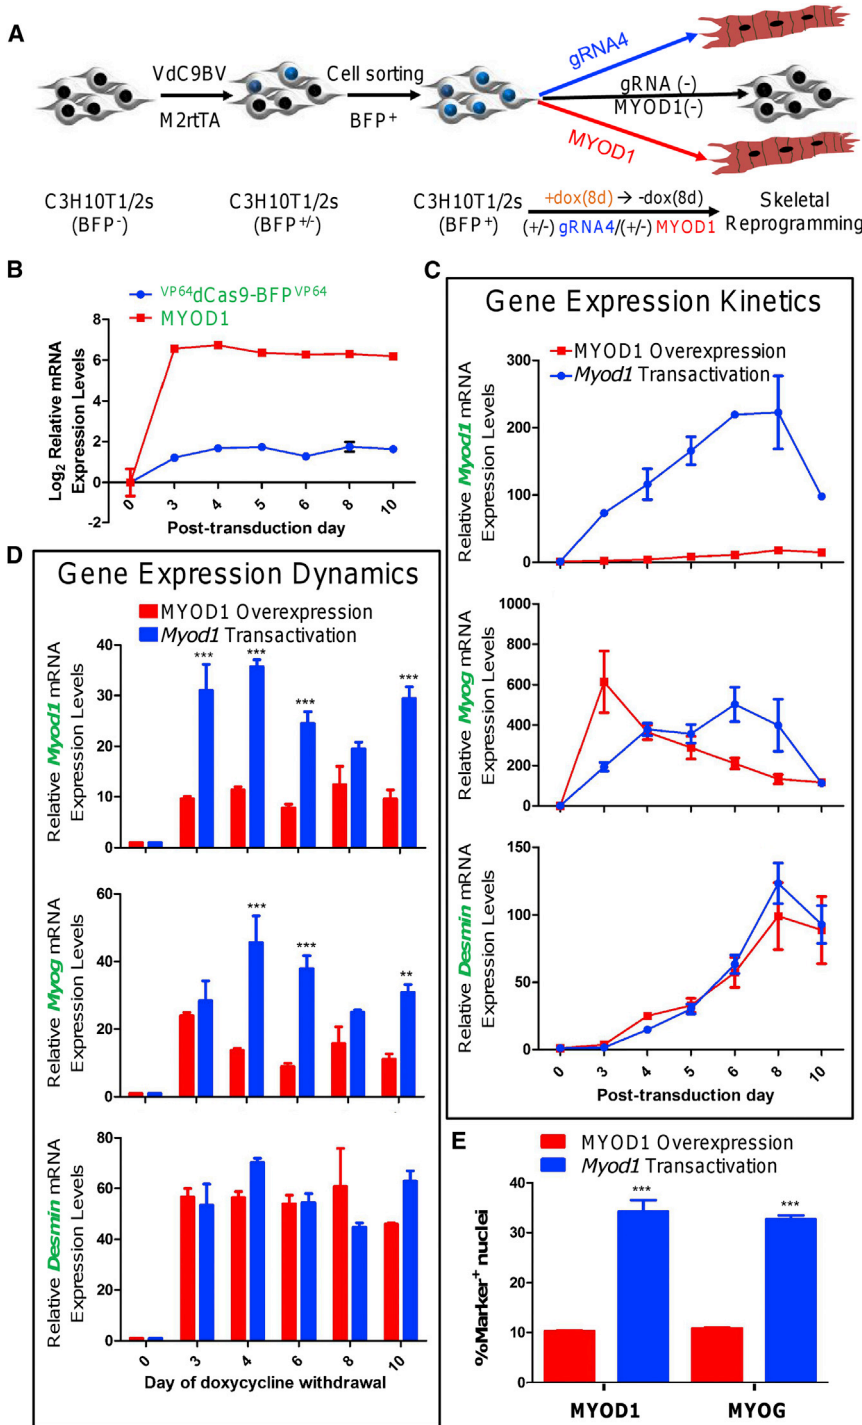 A
VdC9BV
M2rtTA
Cell sorting
BFP+
gRNA4
gRNA (-)
MYOD1(-)
MYOD1
C3H10T1/2s
(BFP-)
C3H10T1/2s
(BFP+/-)
C3H10T1/2s
(BFP+)
+dox(8d) → -dox(8d)
(+/-) gRNA4/(+/-) MYOD1
Skeletal
Reprogramming
B
VP64dCas9-BFPVP64
MYOD1
Log2 Relative mRNA
Expression Levels
8
6
4
2
0
-2
0 3 4 5 6 8 10
Post-transduction day
C
Gene Expression Kinetics
MYOD1 Overexpression
Myod1 Transactivation
Relative Myod1 mRNA
Expression Levels
300
200
100
0
Relative Myog mRNA
Expression Levels
1000
800
600
400
200
0
Relative Desmin mRNA
Expression Levels
150
100
50
0
0 3 4 5 6 8 10
Post-transduction day
D
Gene Expression Dynamics
MYOD1 Overexpression
Myod1 Transactivation
Relative Myod1 mRNA
Expression Levels
40
30
20
10
0
*** *** *** ***
Relative Myog mRNA
Expression Levels
60
40
20
0
*** *** **
Relative Desmin mRNA
Expression Levels
80
60
40
20
0
0 3 4 6 8 10
Day of doxycycline withdrawal
E
MYOD1 Overexpression
Myod1 Transactivation
%Marker+ nuclei
40
30
20
10
0
*** ***
MYOD1 MYOG